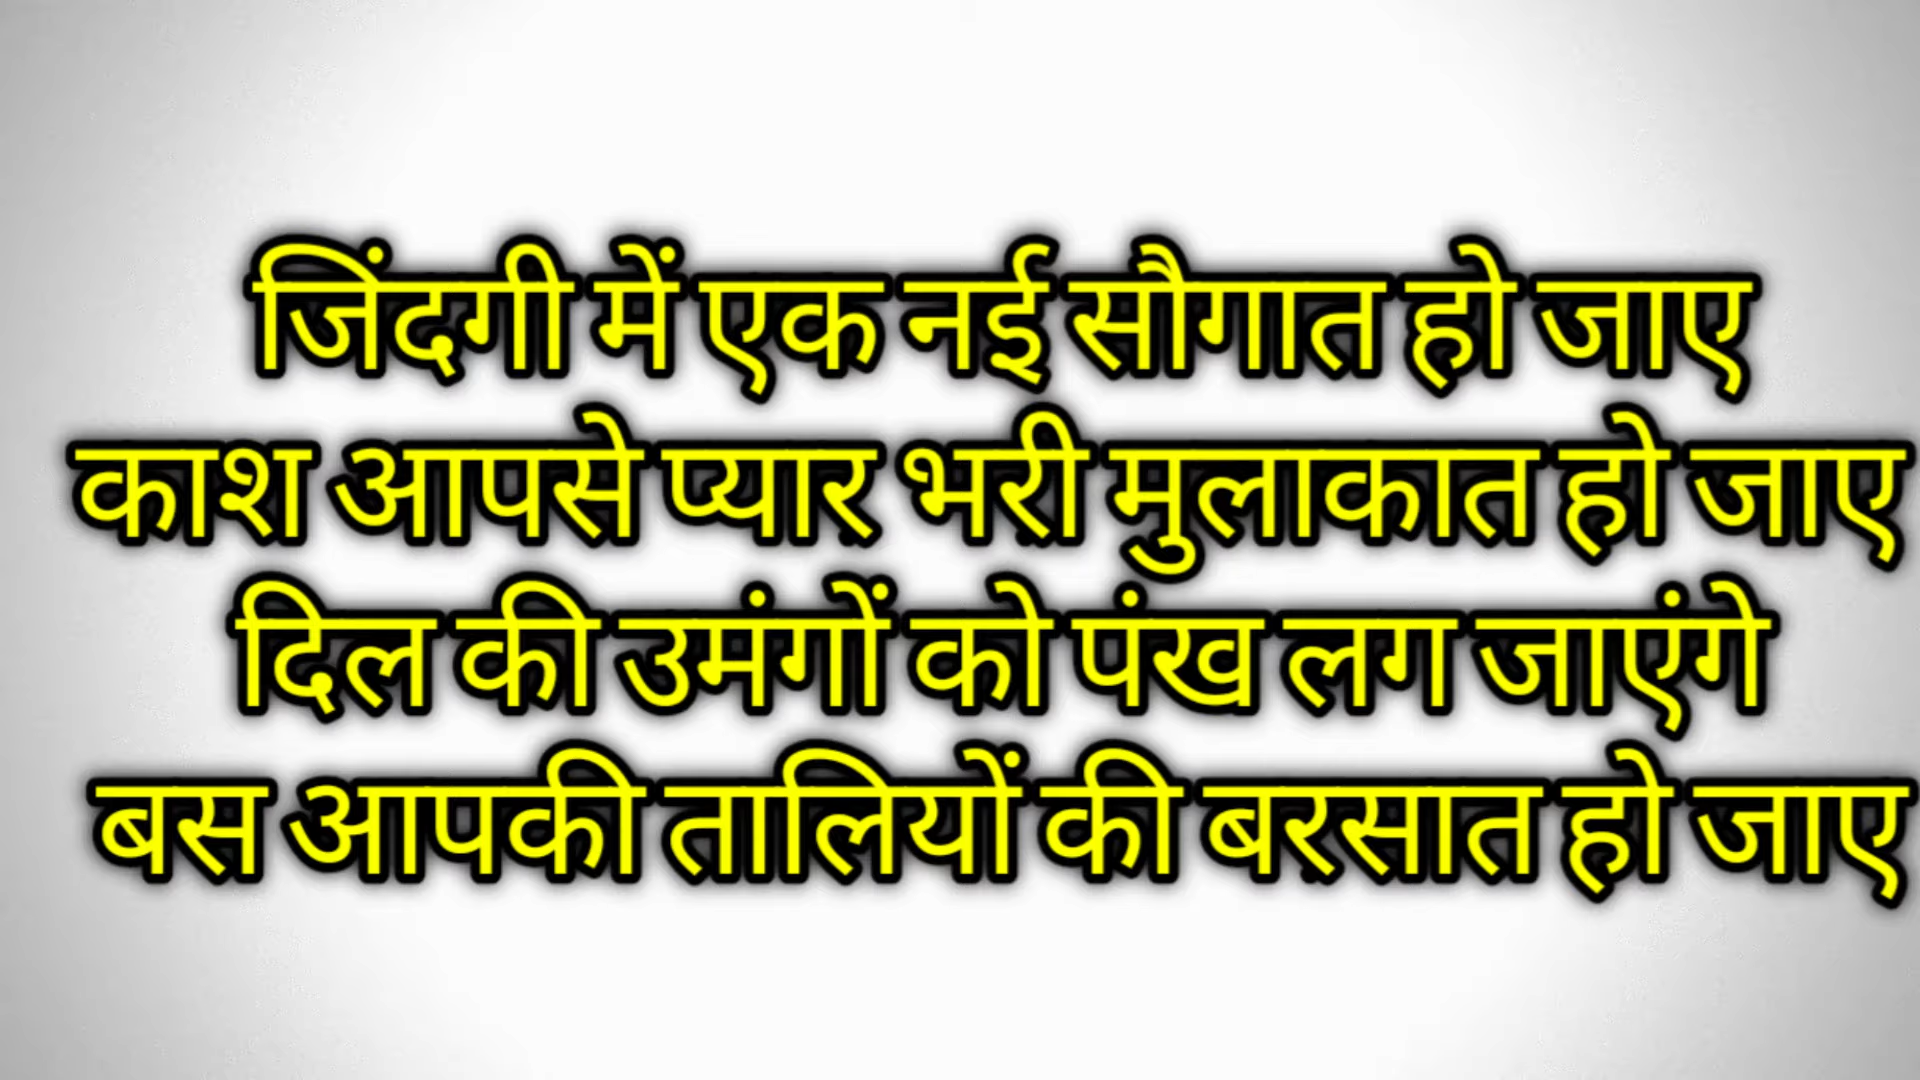 जिंदगी में एक नई सौगात हो जाए
काश आपसे प्यार भरी मुलाकात हो जाए
दिल की उमंगों को पंख लग जाएंगे
बस आपकी तालियों की बरसात हो जाए